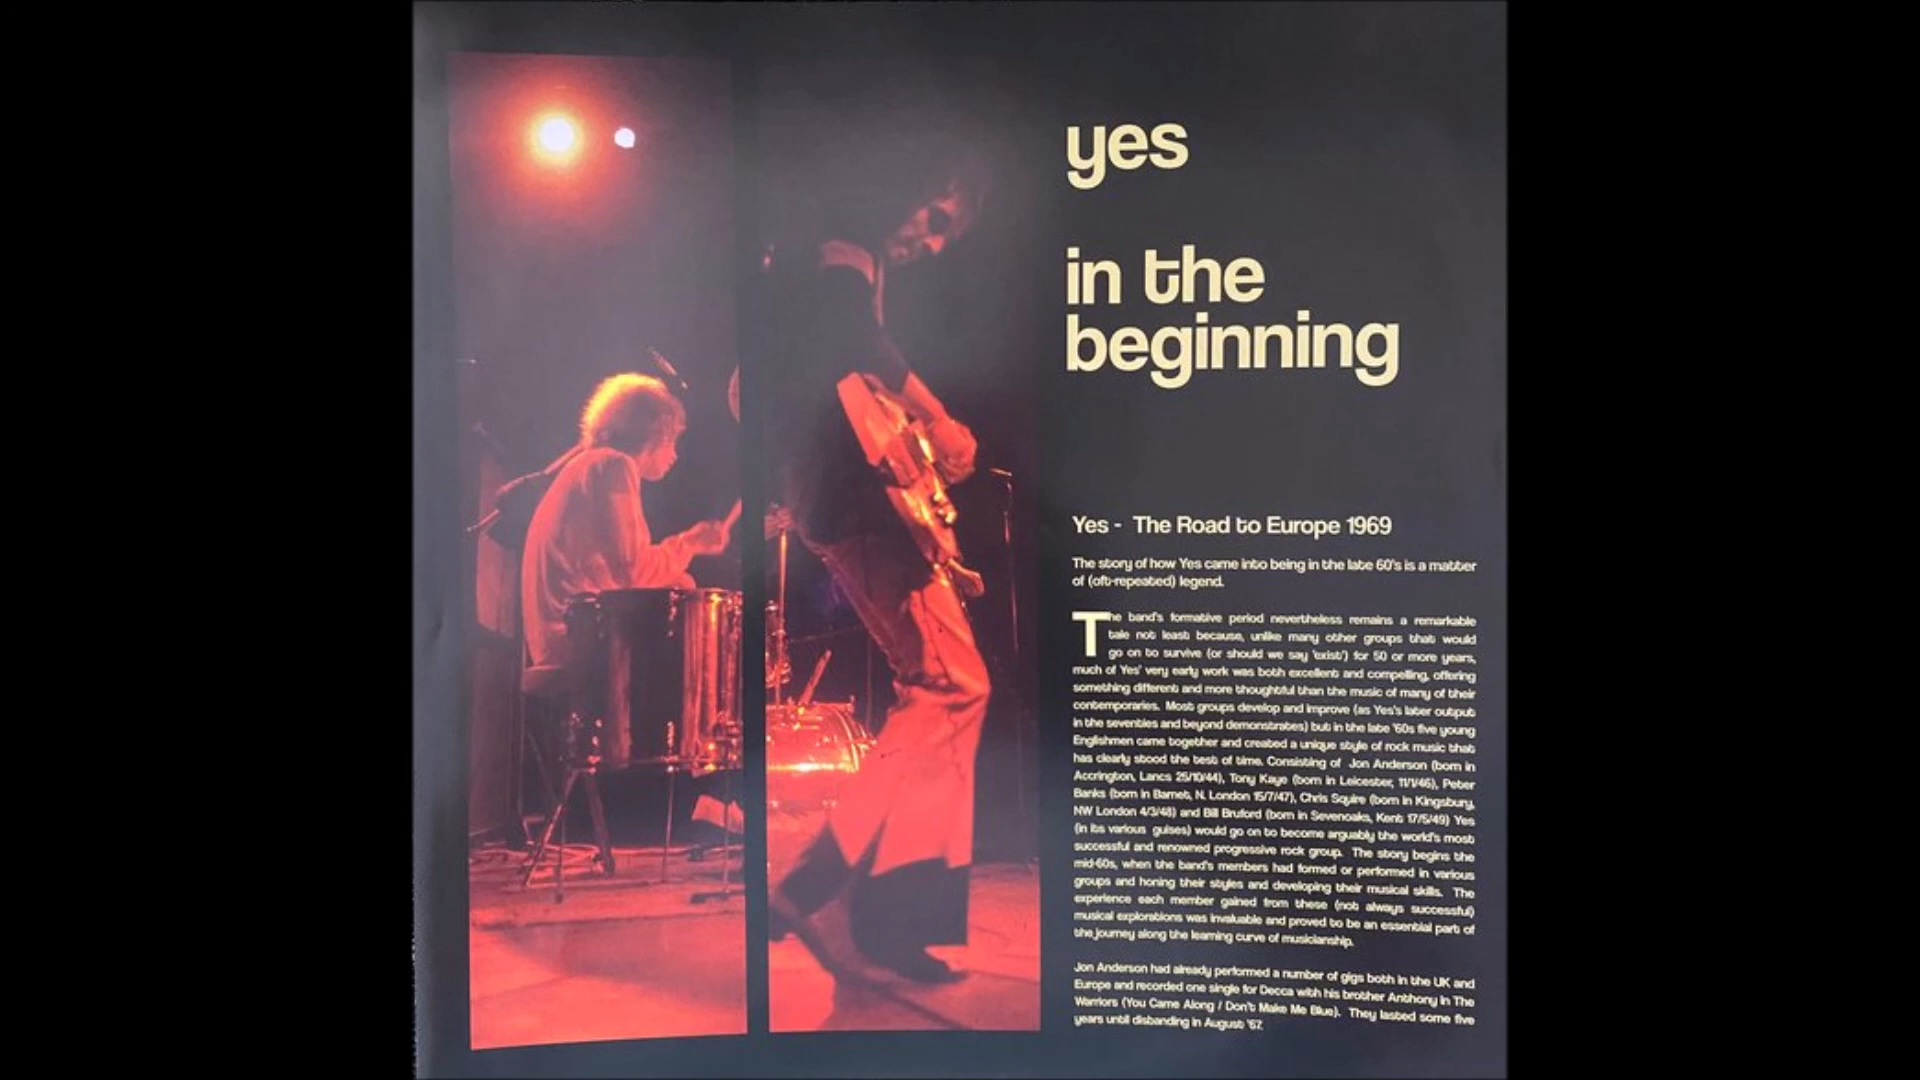 yes
in the
beginning
Yes - The Road to Europe 1969
The story of how Yes came into being in the late 60's is a matter
of (oft-repeated) legend.
The band's formative period nevertheless remains a remarkable
tale not least because, unlike many other groups that would
go on to survive (or should we say 'exist') for 50 or more years,
much of Yes' very early work was both excellent and compelling, offering
something different and more thoughtful than the music of many of their
contemporaries. Most groups develop and improve (as Yes's later output
in the seventies and beyond demonstrates) but in the late '60s five young
Englishmen came together and created a unique style of rock music that
has clearly stood the test of time. Consisting of Jon Anderson (born in
Accrington, Lancs 25/10/44), Tony Kaye (born in Leicester, 11/1/46), Peter
Banks (born in Barnet, N. London 15/7/47), Chris Squire (born in Kingsbury,
NW London 4/3/48) and Bill Bruford (born in Sevenoaks, Kent 17/5/49) Yes
(in its various guises) would go on to become arguably the world's most
successful and renowned progressive rock group. The story begins the
mid-60s, when the band's members had formed or performed in various
groups and honing their styles and developing their musical skills. The
experience each member gained from these (not always successful)
musical explorations was invaluable and proved to be an essential part of
the journey along the learning curve of musicianship.
Jon Anderson had already performed a number of gigs both in the UK and
Europe and recorded one single for Decca with his brother Anthony in The
Warriors (You Came Along / Don't Make Me Blue). They lasted some five
years until disbanding in August '67.